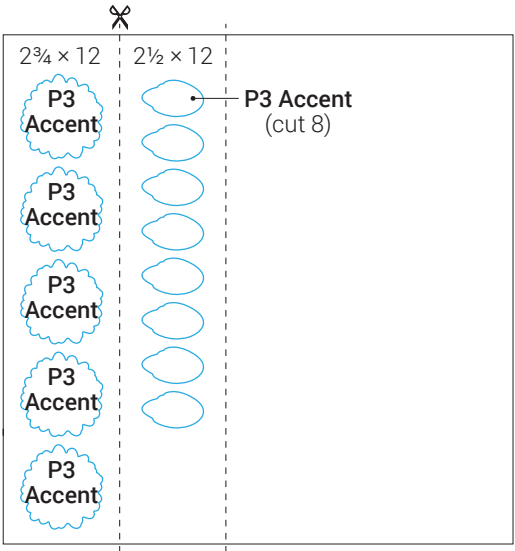 2¾ × 12
2½ × 12
P3
Accent
P3 Accent
(cut 8)
P3
Accent
P3
Accent
P3
Accent
P3
Accent